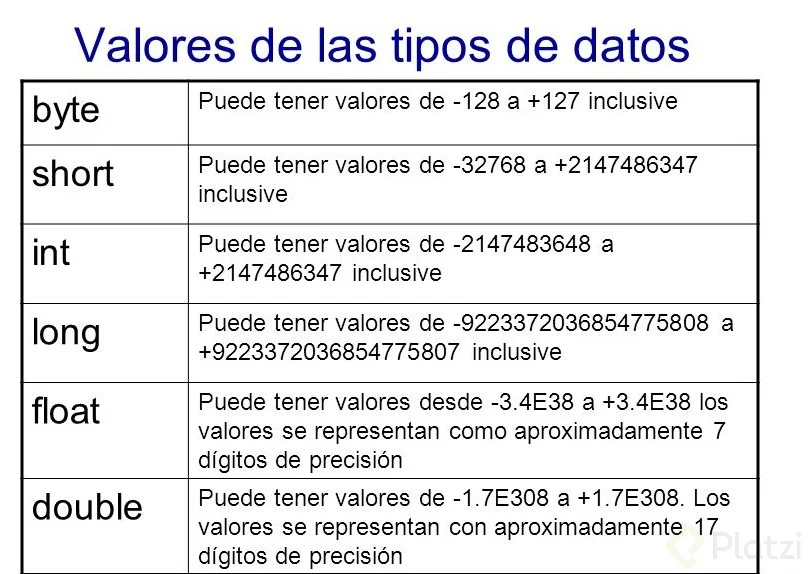 Valores de las tipos de datos
byte
Puede tener valores de -128 a +127 inclusive
short
Puede tener valores de -32768 a +2147486347
inclusive
int
Puede tener valores de -2147483648 a
+2147486347 inclusive
long
Puede tener valores de -9223372036854775808 a
+9223372036854775807 inclusive
float
Puede tener valores desde -3.4E38 a +3.4E38 los
valores se representan como aproximadamente 7
dígitos de precisión
double
Puede tener valores de -1.7E308 a +1.7E308. Los
valores se representan con aproximadamente 17
dígitos de precisión
Platzi